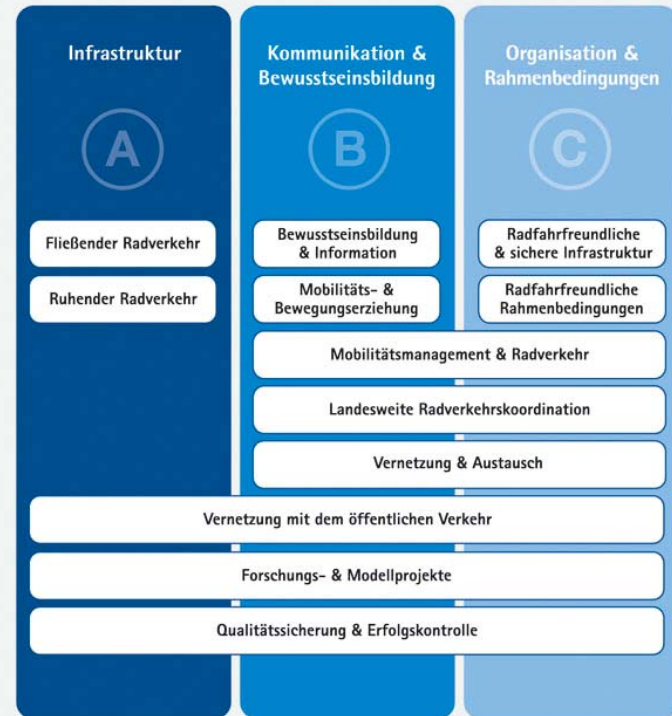 Infrastruktur
Kommunikation &
Bewusstseinsbildung
Organisation &
Rahmenbedingungen
A
B
C
Fließender Radverkehr
Bewusstseinsbildung
& Information
Radfahrfreundliche
& sichere Infrastruktur
Ruhender Radverkehr
Mobilitäts- &
Bewegungserziehung
Radfahrfreundliche
Rahmenbedingungen
Mobilitätsmanagement & Radverkehr
Landesweite Radverkehrskoordination
Vernetzung & Austausch
Vernetzung mit dem öffentlichen Verkehr
Forschungs- & Modellprojekte
Qualitätssicherung & Erfolgskontrolle